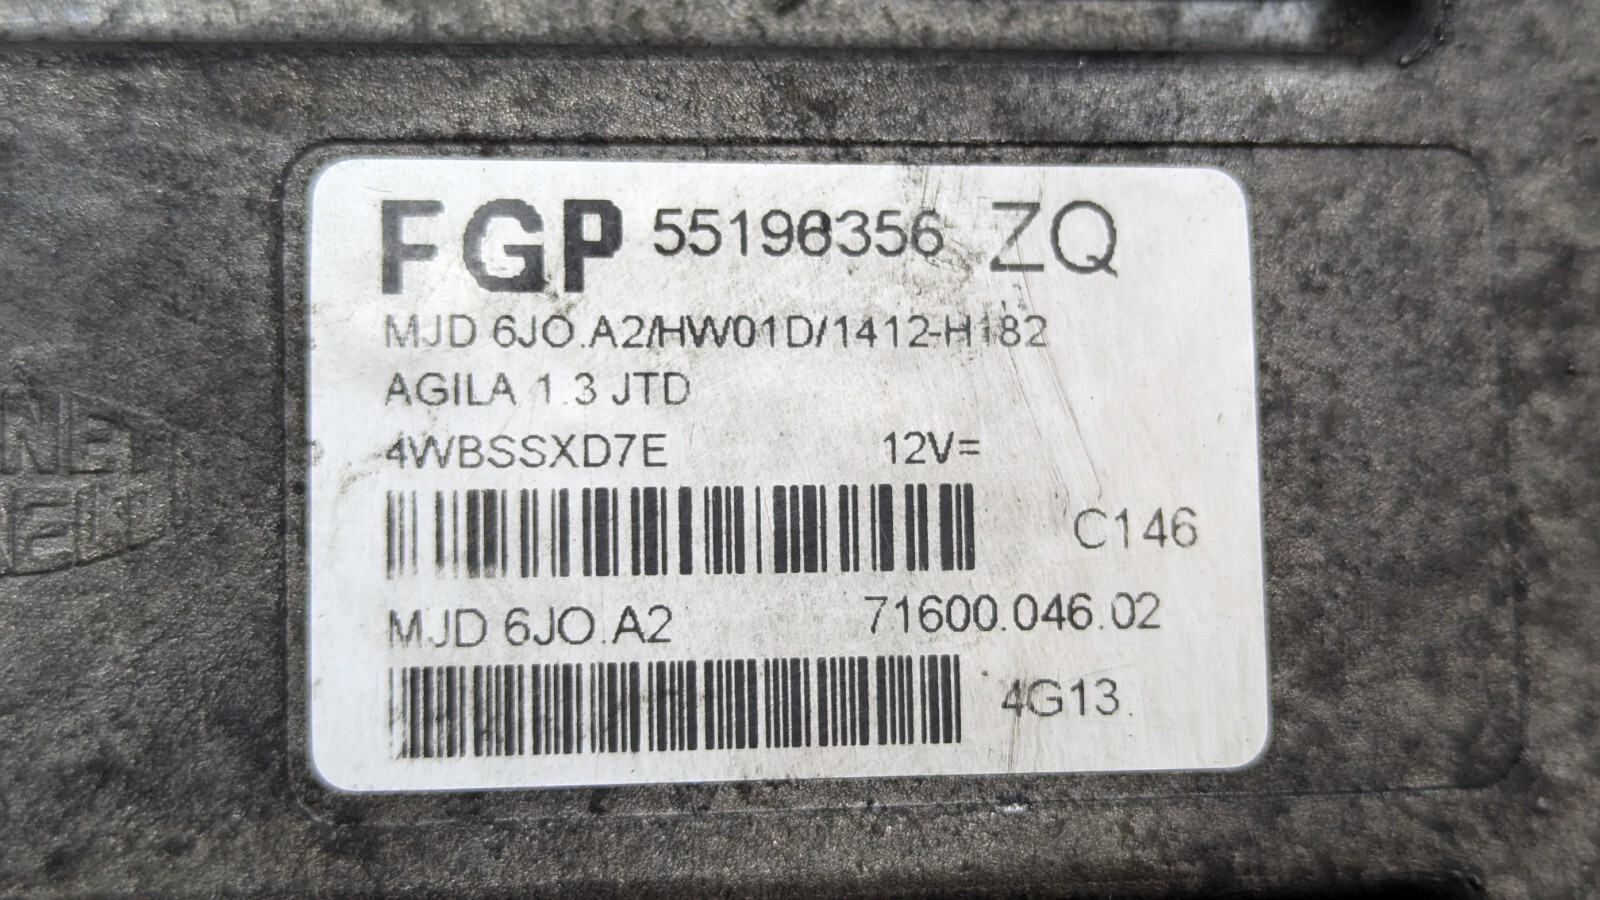 FGP 55196356 ZQ
MJD 6JO.A2/HW01D/1412-H182
AGILA 1.3 JTD
4WBSSXD7E 12V=
C146
MJD 6JO.A2 71600.046.02
4G13.